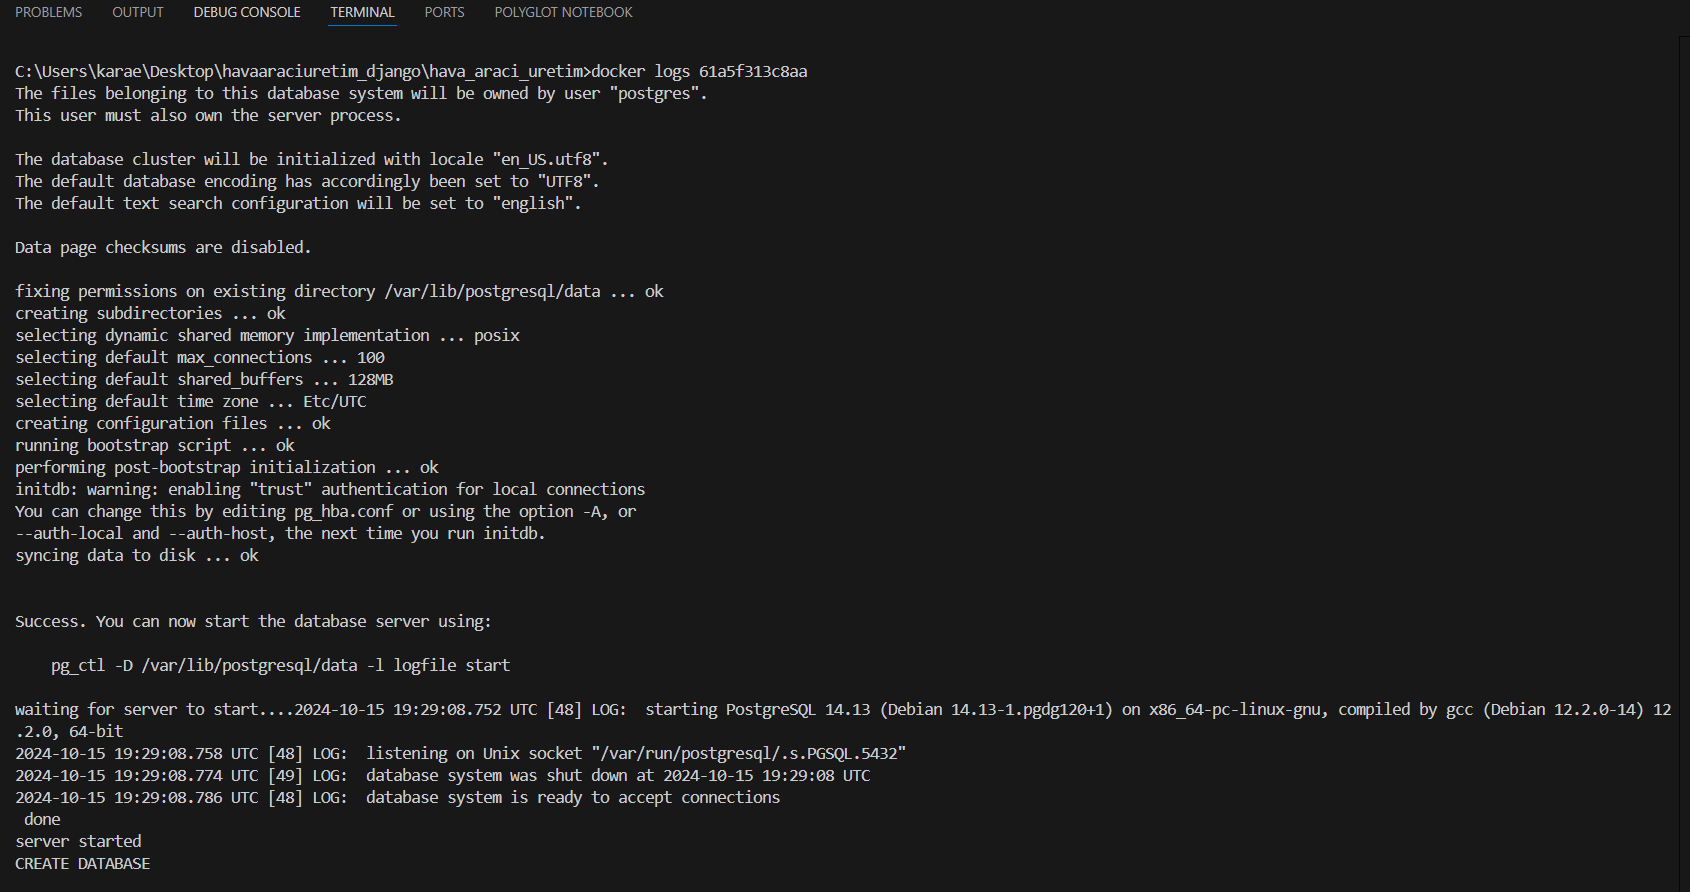 PROBLEMS OUTPUT DEBUG CONSOLE TERMINAL PORTS POLYGLOT NOTEBOOK
C:\Users\karae\Desktop\havaaraciuretim_django\hava_araci_uretim>docker logs 61a5f313c8aa
The files belonging to this database system will be owned by user "postgres".
This user must also own the server process.
The database cluster will be initialized with locale "en_US.utf8".
The default database encoding has accordingly been set to "UTF8".
The default text search configuration will be set to "english".
Data page checksums are disabled.
fixing permissions on existing directory /var/lib/postgresql/data ... ok
creating subdirectories ... ok
selecting dynamic shared memory implementation ... posix
selecting default max_connections ... 100
selecting default shared_buffers ... 128MB
selecting default time zone ... Etc/UTC
creating configuration files ... ok
running bootstrap script ... ok
performing post-bootstrap initialization ... ok
initdb: warning: enabling "trust" authentication for local connections
You can change this by editing pg_hba.conf or using the option -A, or
--auth-local and --auth-host, the next time you run initdb.
syncing data to disk ... ok
Success. You can now start the database server using:
pg_ctl -D /var/lib/postgresql/data -l logfile start
waiting for server to start....2024-10-15 19:29:08.752 UTC [48] LOG:  starting PostgreSQL 14.13 (Debian 14.13-1.pgdg120+1) on x86_64-pc-linux-gnu, compiled by gcc (Debian 12.2.0-14) 12
.2.0, 64-bit
2024-10-15 19:29:08.758 UTC [48] LOG:  listening on Unix socket "/var/run/postgresql/.s.PGSQL.5432"
2024-10-15 19:29:08.774 UTC [49] LOG:  database system was shut down at 2024-10-15 19:29:08 UTC
2024-10-15 19:29:08.786 UTC [48] LOG:  database system is ready to accept connections
done
server started
CREATE DATABASE